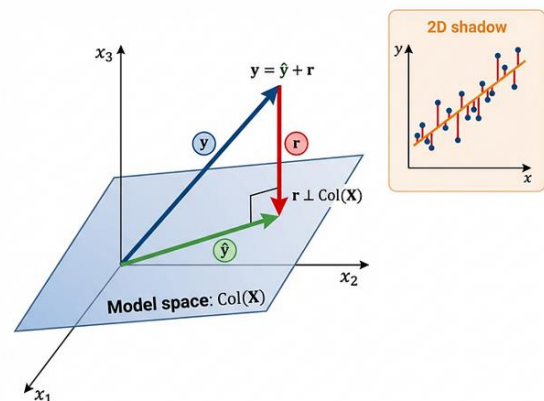 x₃
y = ŷ + r
y
r
r ⊥ Col(X)
ŷ
x₂
Model space: Col(X)
x₁
2D shadow
y
x